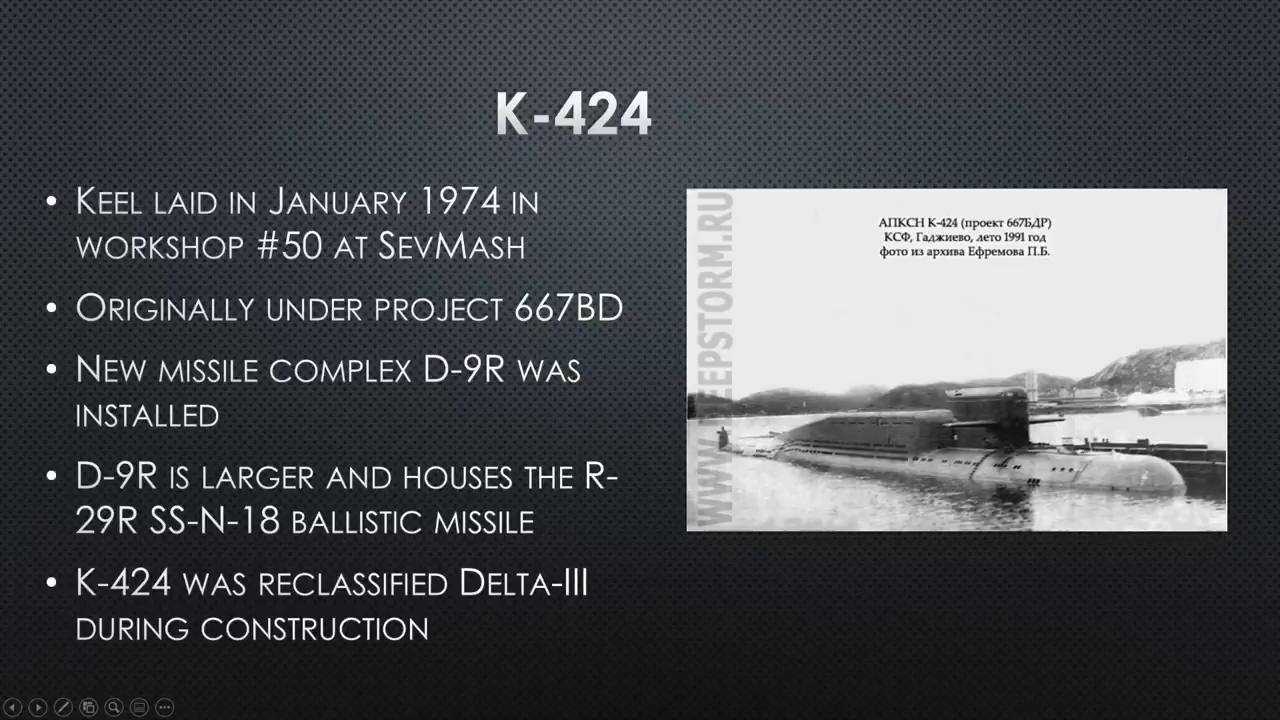 K-424
• Keel laid in January 1974 in
workshop #50 at SevMash
• Originally under project 667BD
• New missile complex D-9R was
installed
• D-9R is larger and houses the R-
29R SS-N-18 ballistic missile
• K-424 was reclassified Delta-III
during construction
АПКСН К-424 (проект 667БДР)
КСФ, Гаджиево, лето 1991 год
фото из архива Ефремова П.Б.
EEPSTORM.RU